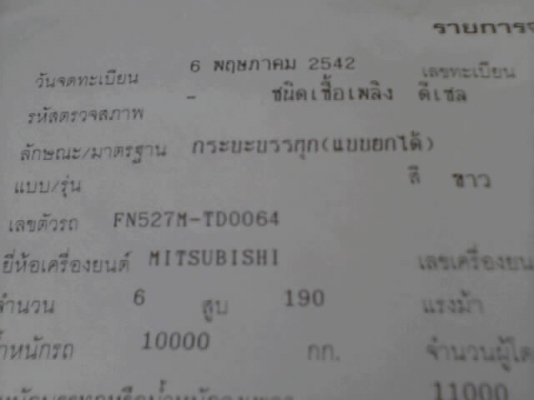 รายการจ
วันจดทะเบียน 6 พฤษภาคม 2542 เลขทะเบียน
รหัสตรวจสภาพ - ชนิดเชื้อเพลิง ดีเซล
ลักษณะ/มาตรฐาน กระบะบรรทุก(แบบยกได้)
แบบ/รุ่น สี ขาว
เลขตัวรถ FN527M-TD0064
ยี่ห้อเครื่องยนต์ MITSUBISHI เลขเครื่องยน
จำนวน 6 สูบ 190 แรงม้า
น้ำหนักรถ 10000 กก. จำนวนผู้โด
11000